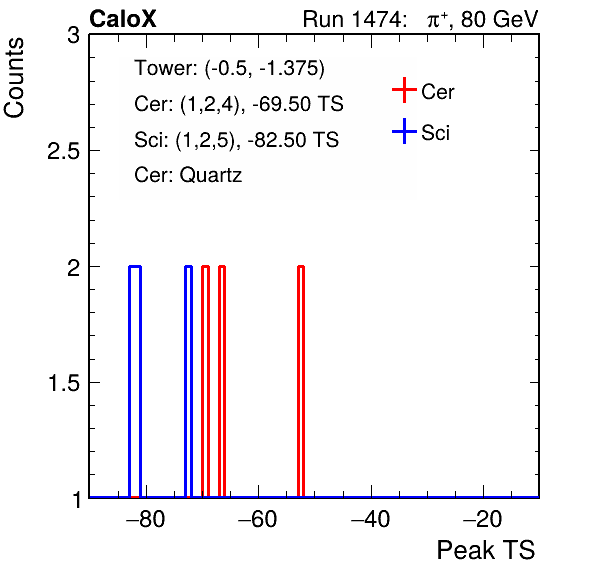 CaloX Run 1474: π⁺, 80 GeV
Counts
3
2.5
2
1.5
1
Tower: (-0.5, -1.375)
Cer: (1,2,4), -69.50 TS
Sci: (1,2,5), -82.50 TS
Cer: Quartz
Cer
Sci
−80 −60 −40 −20
Peak TS